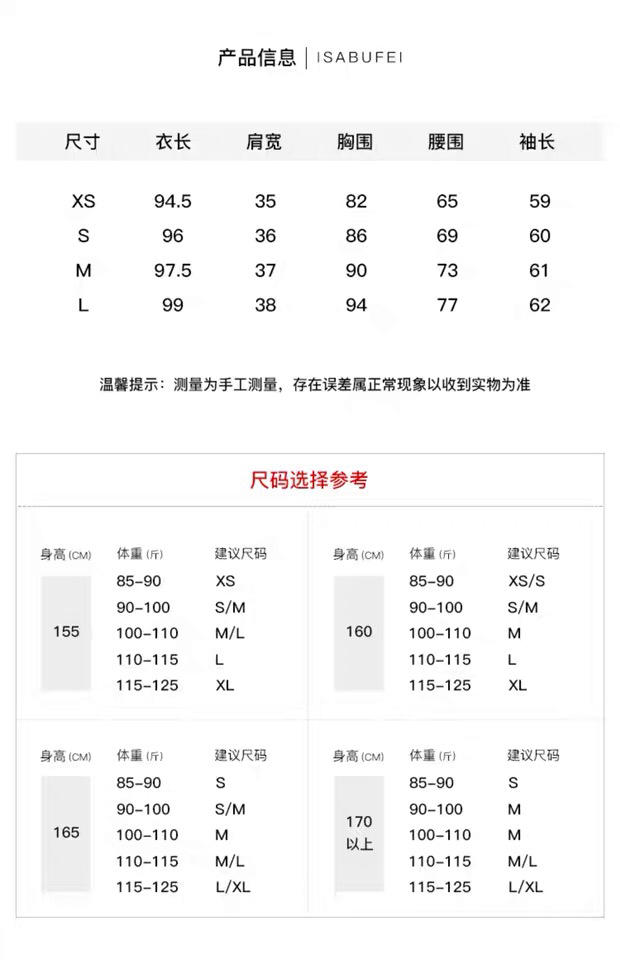 产品信息 | ISABUFEI
尺寸 衣长 肩宽 胸围 腰围 袖长
XS 94.5 35 82 65 59
S 96 36 86 69 60
M 97.5 37 90 73 61
L 99 38 94 77 62
温馨提示：测量为手工测量，存在误差属正常现象以收到实物为准
尺码选择参考
身高(CM) 体重(斤) 建议尺码
155
85-90 XS
90-100 S/M
100-110 M/L
110-115 L
115-125 XL
身高(CM) 体重(斤) 建议尺码
160
85-90 XS/S
90-100 S/M
100-110 M
110-115 L
115-125 XL
身高(CM) 体重(斤) 建议尺码
165
85-90 S
90-100 S/M
100-110 M
110-115 M/L
115-125 L/XL
身高(CM) 体重(斤) 建议尺码
170
以上
85-90 S
90-100 M
100-110 M
110-115 M/L
115-125 L/XL